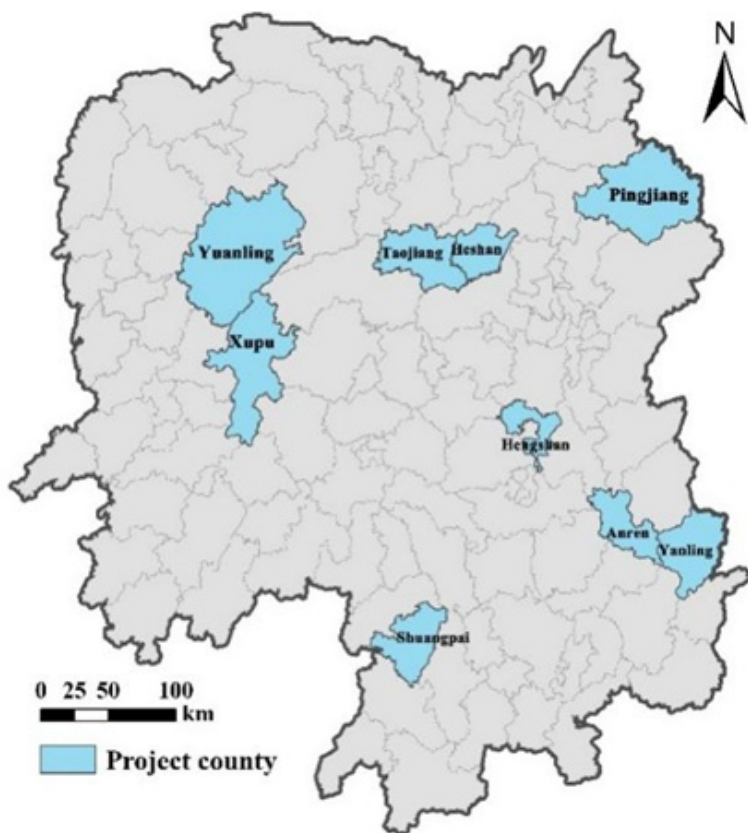 N
Pingjiang
Yuanling
Taojiang
Heshan
Xupu
Hengshan
Anren
Yanling
Shuangpai
0 25 50 100
km
Project county